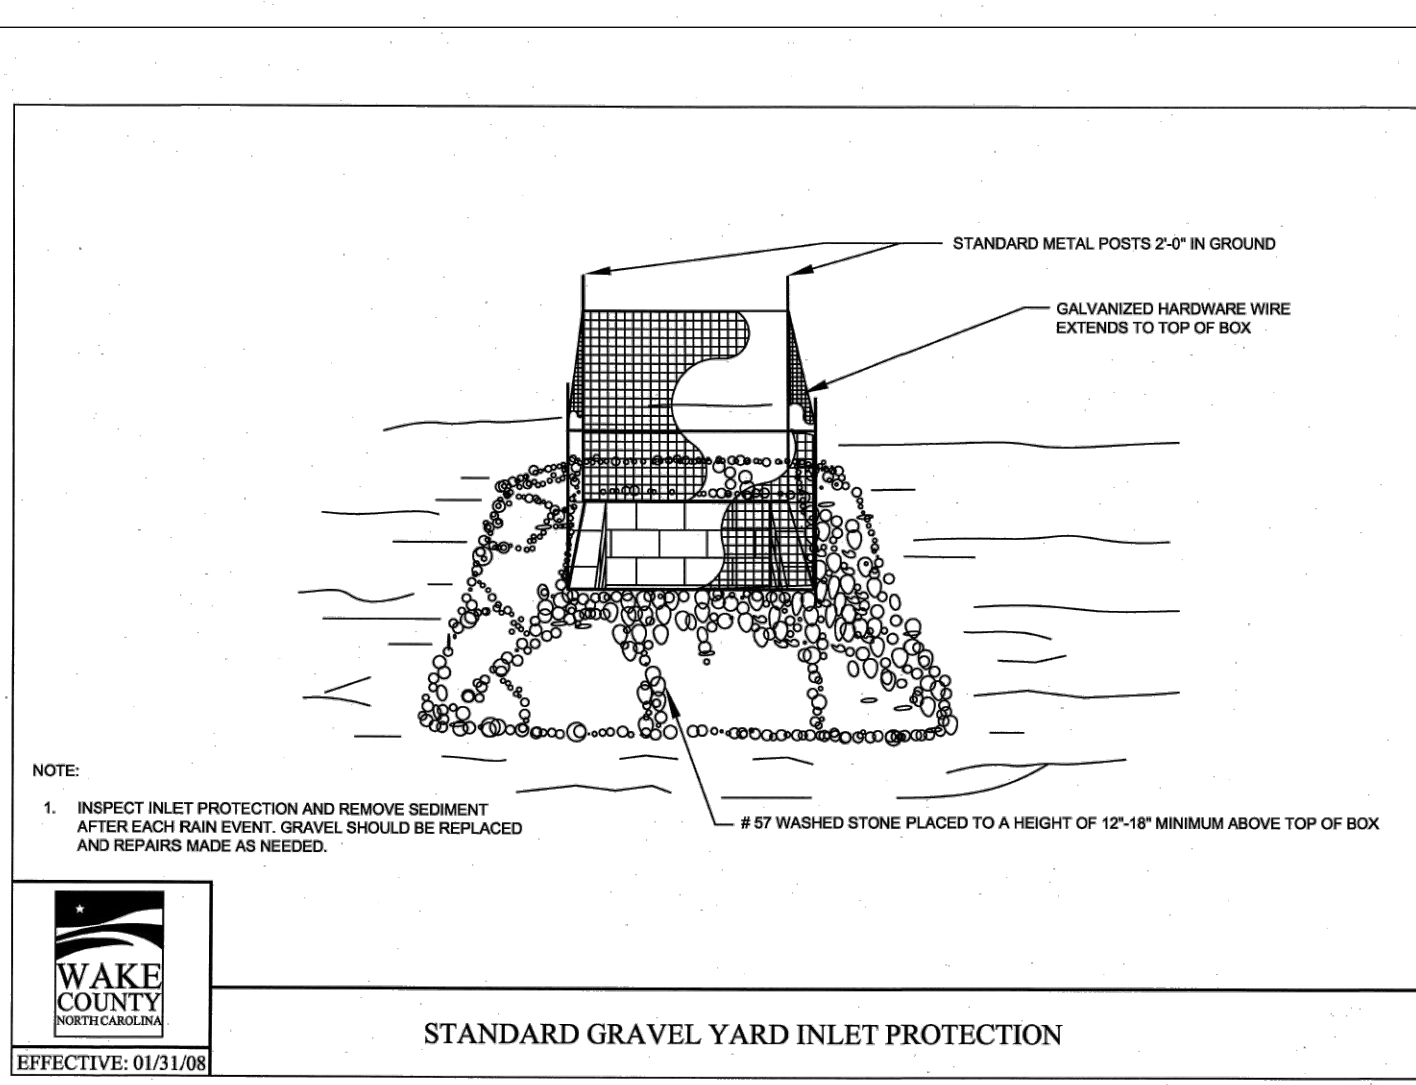 STANDARD METAL POSTS 2'-0" IN GROUND
GALVANIZED HARDWARE WIRE
EXTENDS TO TOP OF BOX
NOTE:
1. INSPECT INLET PROTECTION AND REMOVE SEDIMENT
AFTER EACH RAIN EVENT. GRAVEL SHOULD BE REPLACED
AND REPAIRS MADE AS NEEDED.
# 57 WASHED STONE PLACED TO A HEIGHT OF 12"-18" MINIMUM ABOVE TOP OF BOX
WAKE
COUNTY
NORTH CAROLINA
EFFECTIVE: 01/31/08
STANDARD GRAVEL YARD INLET PROTECTION